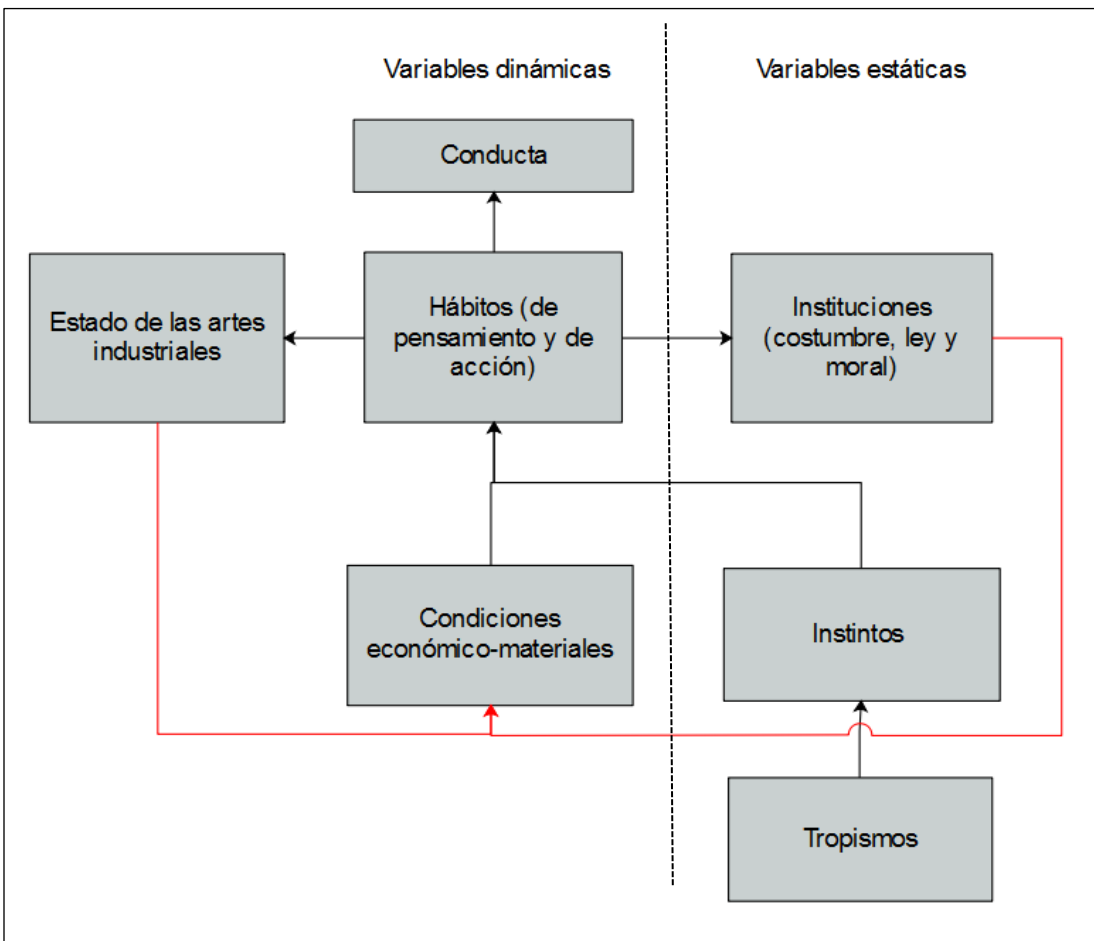 Variables dinámicas
Variables estáticas
Conducta
Estado de las artes
industriales
Hábitos (de
pensamiento y de
acción)
Instituciones
(costumbre, ley y
moral)
Condiciones
económico-materiales
Instintos
Tropismos